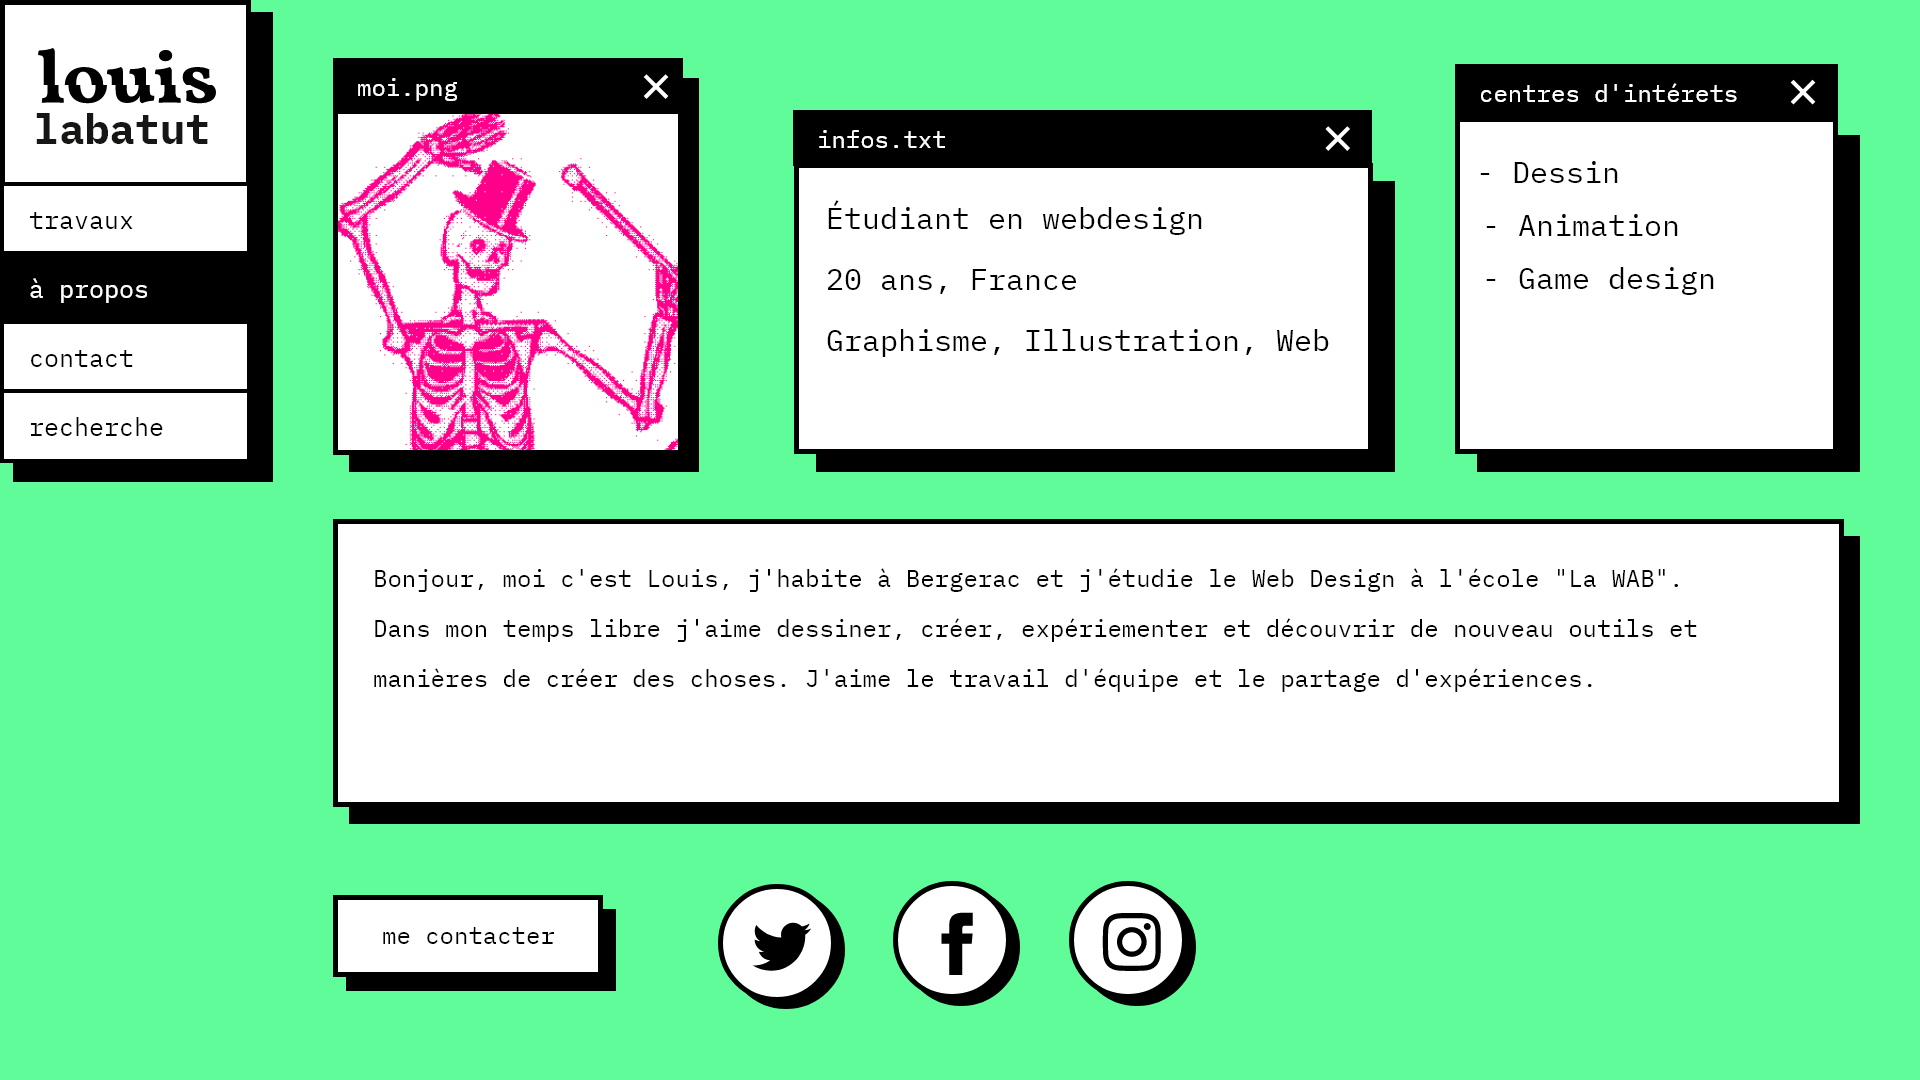 louis
labatut
travaux
à propos
contact
recherche
moi.png
infos.txt
Étudiant en webdesign
20 ans, France
Graphisme, Illustration, Web
centres d'intérets
- Dessin
- Animation
- Game design
Bonjour, moi c'est Louis, j'habite à Bergerac et j'étudie le Web Design à l'école "La WAB".
Dans mon temps libre j'aime dessiner, créer, expériementer et découvrir de nouveau outils et
manières de créer des choses. J'aime le travail d'équipe et le partage d'expériences.
me contacter